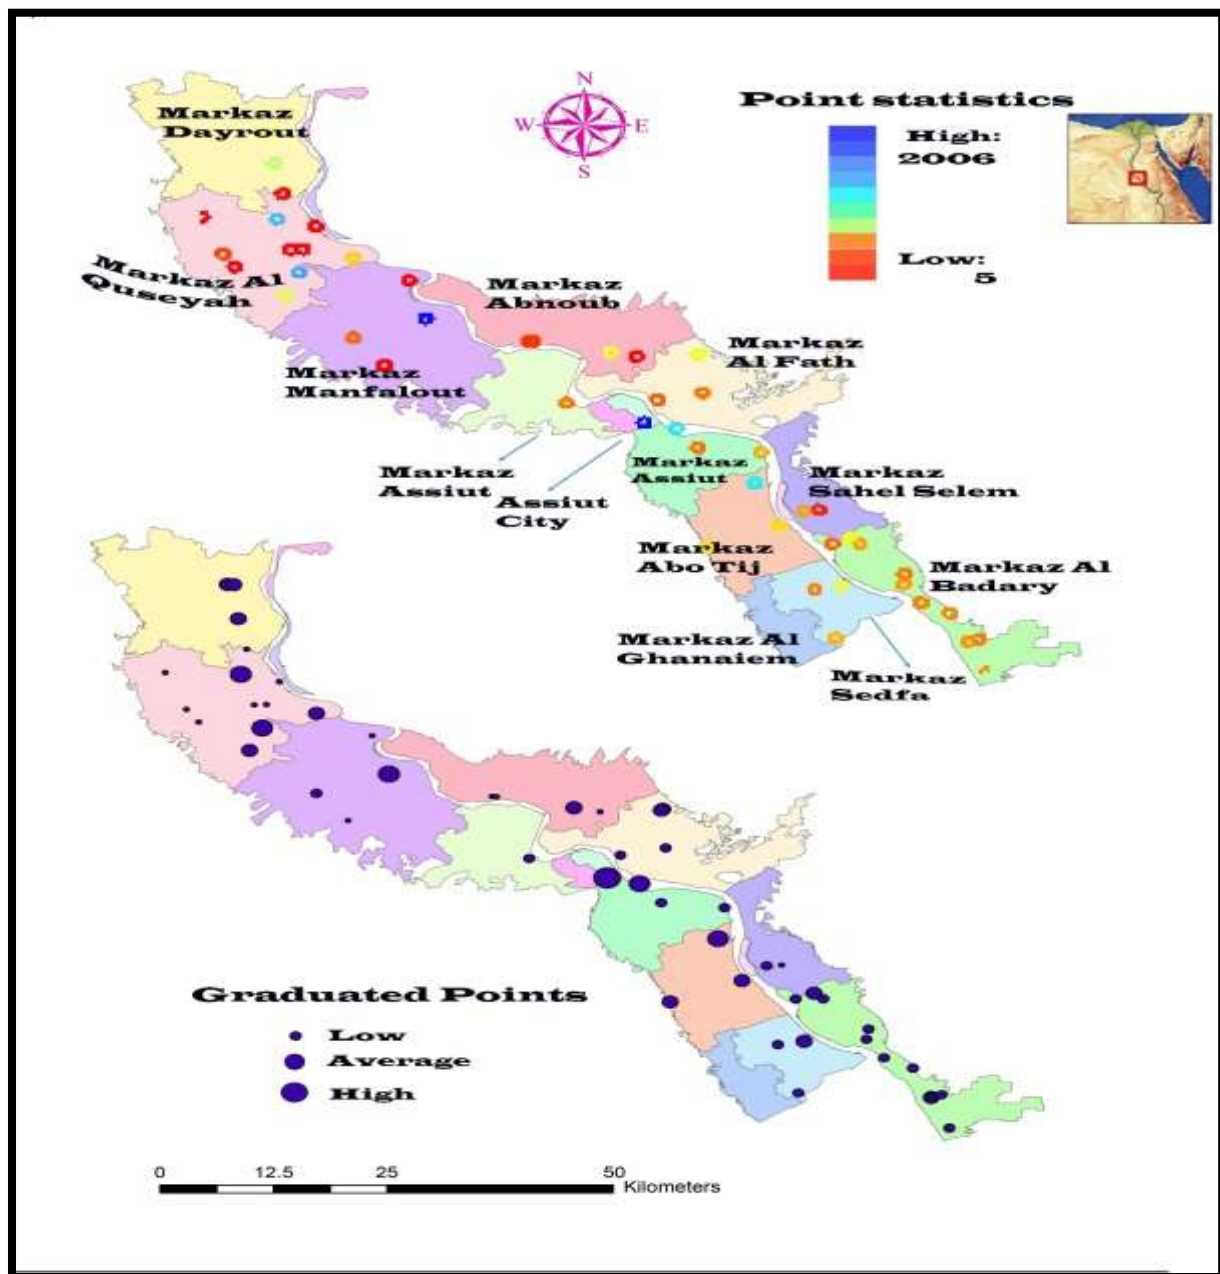 N
W E
S
Point statistics
High:
2006
Low:
5
Markaz
Dayrout
Markaz Al
Quseyah
Markaz
Abnoub
Markaz
Al Fath
Markaz
Manfalout
Markaz
Assiut
Assiut
City
Markaz
Assiut
Markaz
Sahel Selem
Markaz
Abo Tij
Markaz Al
Badary
Markaz Al
Ghanaiem
Markaz
Sedfa
Graduated Points
Low
Average
High
0 12.5 25 50
Kilometers